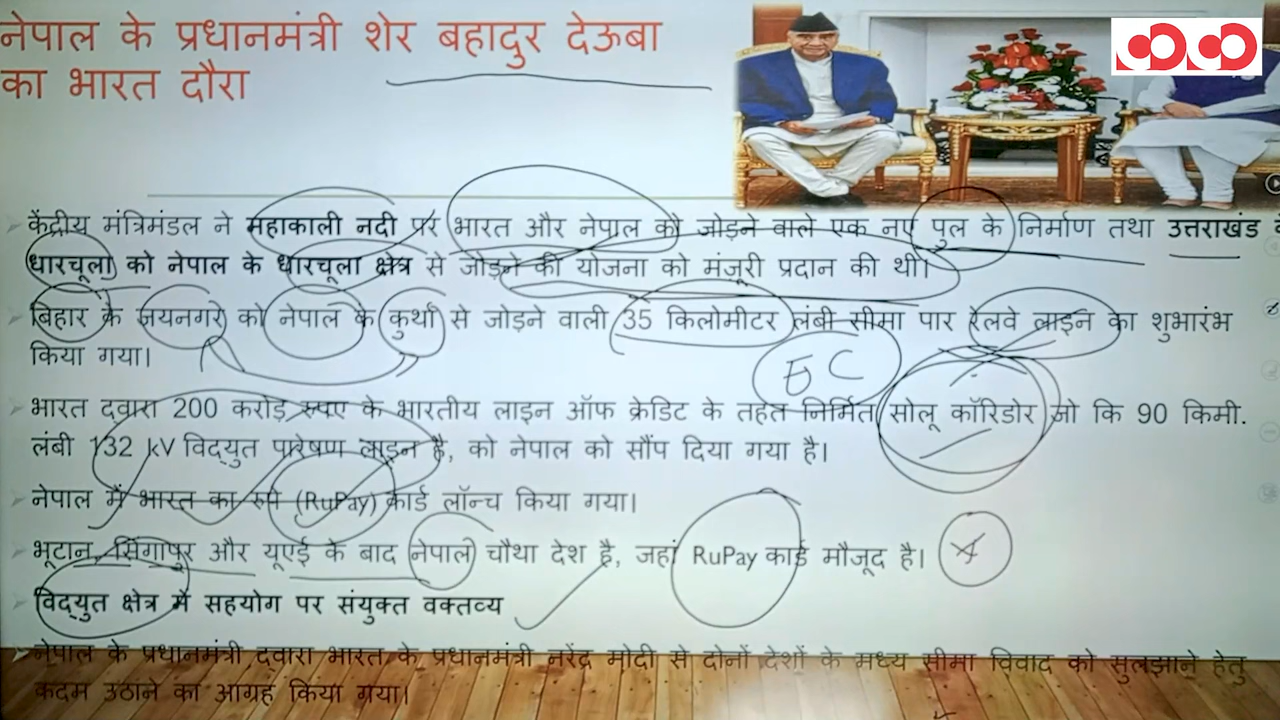 नेपाल के प्रधानमंत्री शेर बहादुर देऊबा
का भारत दौरा
केंद्रीय मंत्रिमंडल ने महाकाली नदी पर भारत और नेपाल को जोड़ने वाले एक नए पुल के निर्माण तथा उत्तराखंड
धारचूला को नेपाल के धारचूला क्षेत्र से जोड़ने की योजना को मंजूरी प्रदान की थी।
बिहार के जयनगर को नेपाल के कुर्था से जोड़ने वाली 35 किलोमीटर लंबी सीमा पार रेलवे लाइन का शुभारंभ
किया गया।
EC
भारत द्वारा 200 करोड़ रुपए के भारतीय लाइन ऑफ क्रेडिट के तहत निर्मित सोलू कॉरिडोर जो कि 90 किमी.
लंबी 132 kV विद्युत पारेषण लाइन है, को नेपाल को सौंप दिया गया है।
नेपाल में भारत का रुपे (RuPay) कार्ड लॉन्च किया गया।
भूटान, सिंगापुर और यूएई के बाद नेपाल चौथा देश है, जहां RuPay कार्ड मौजूद है।
विद्युत क्षेत्र में सहयोग पर संयुक्त वक्तव्य
नेपाल के प्रधानमंत्री द्वारा भारत के प्रधानमंत्री नरेंद्र मोदी से दोनों देशों के मध्य सीमा विवाद को सुलझाने हेतु
कदम उठाने का आग्रह किया गया।